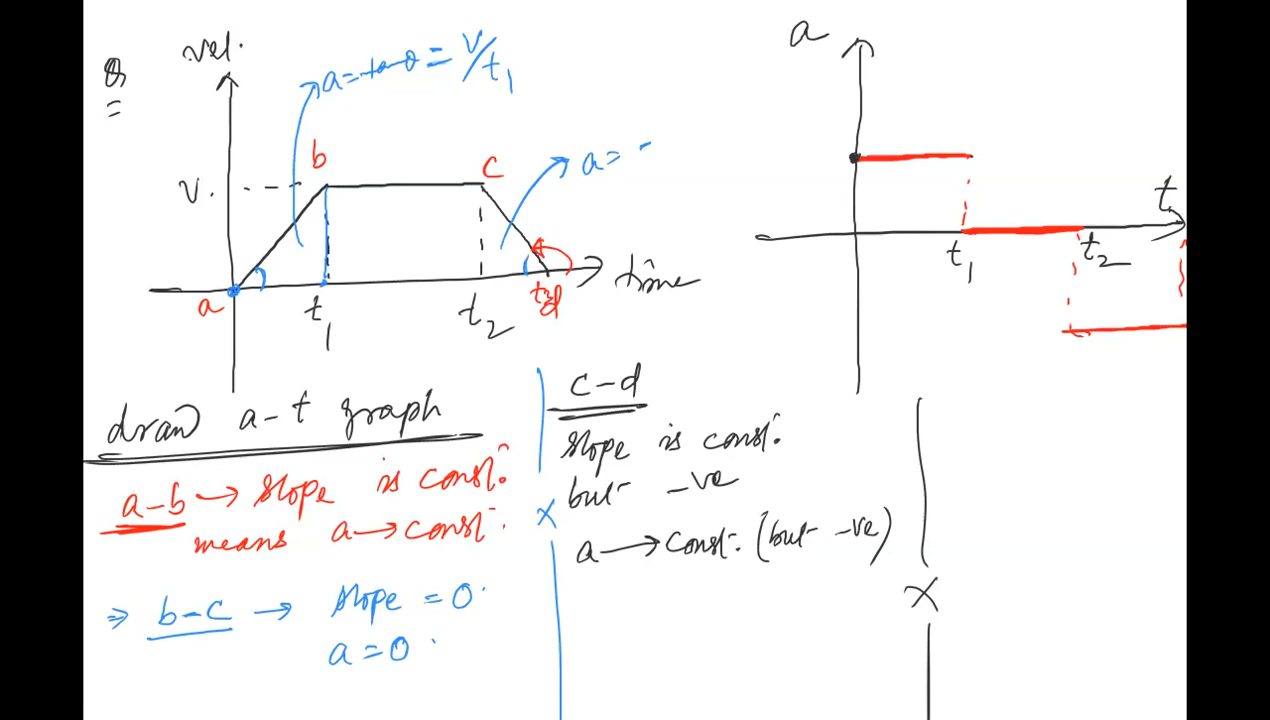 Q
vel.
a = tan θ = V/t1
b
c
a = -
V.
a
t1
t2
t3
d
time
a
t
t1
t2
draw a-t graph
a-b → slope is const.
means a → const.
⇒ b-c → slope = 0.
a = 0.
c-d
slope is const.
but -ve
a → const. (but -ve)